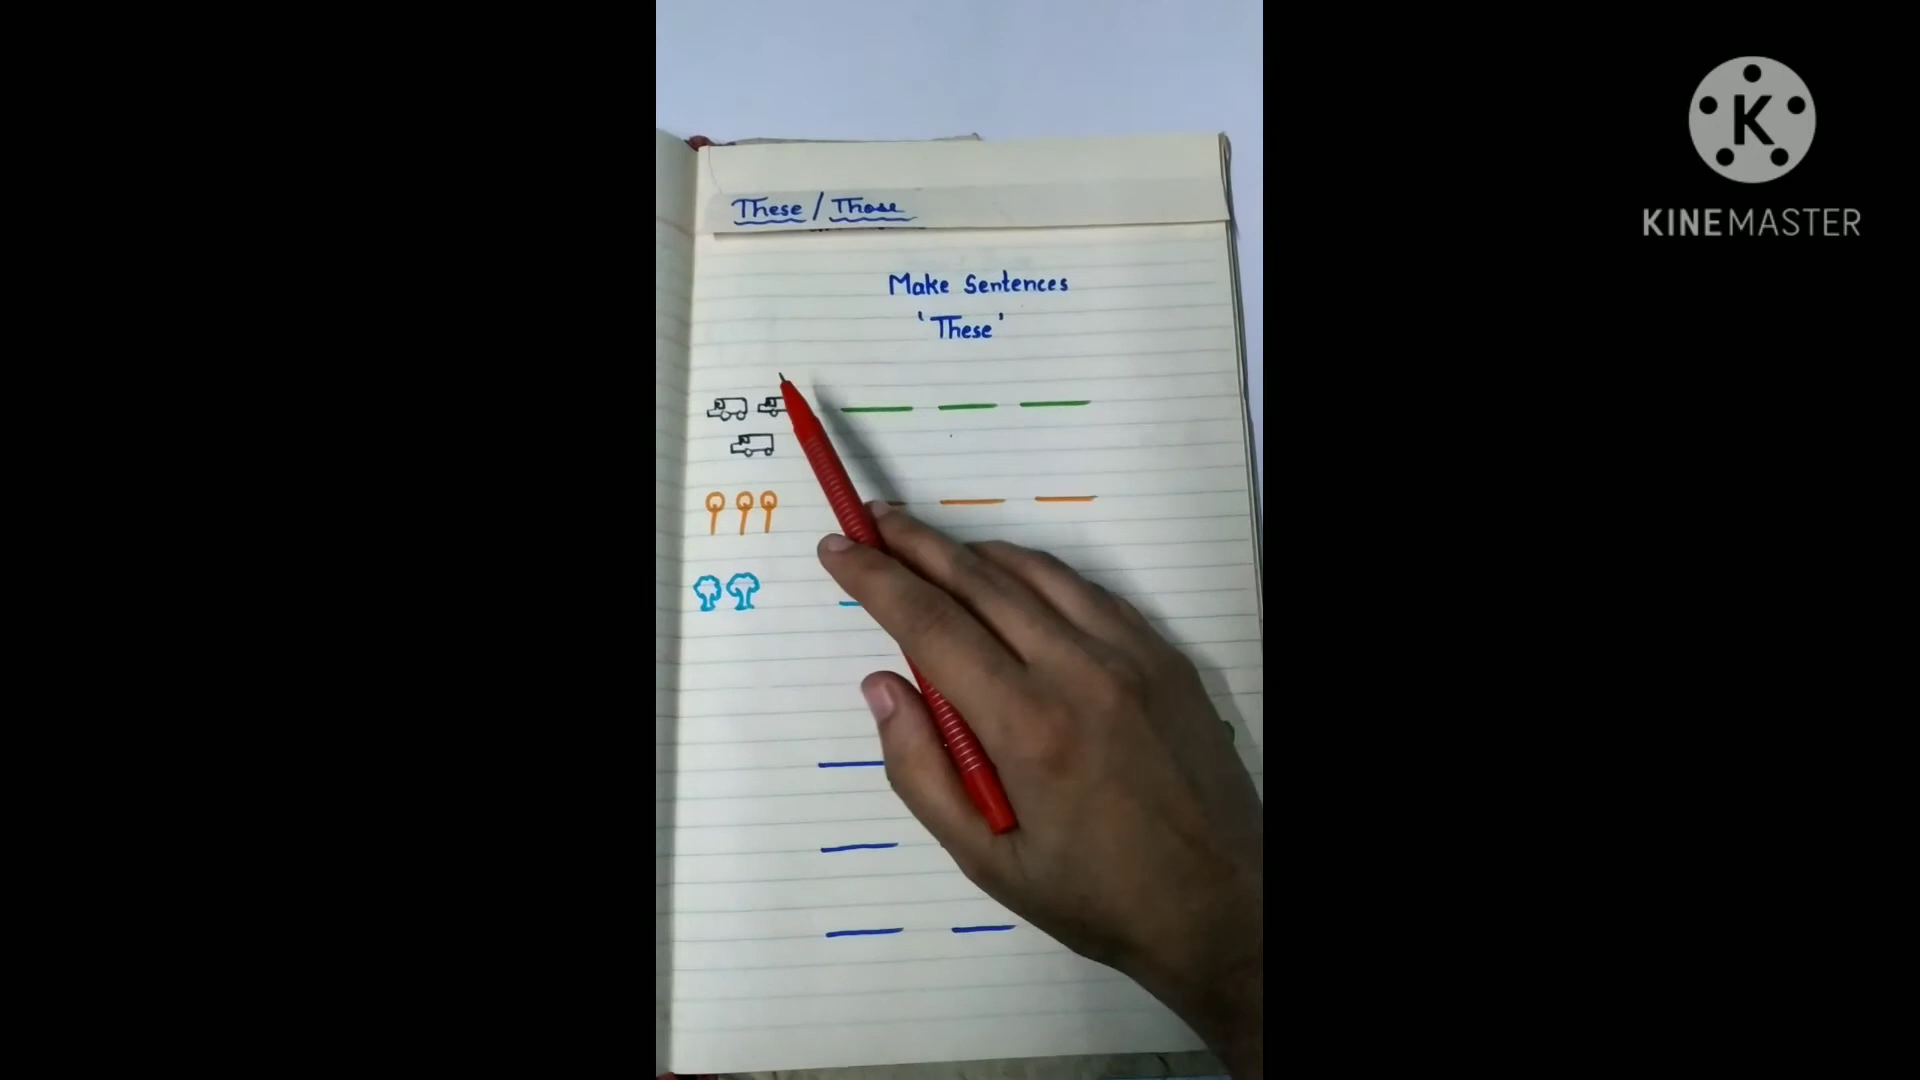 These / Those
Make Sentences
'These'
K
KINEMASTER